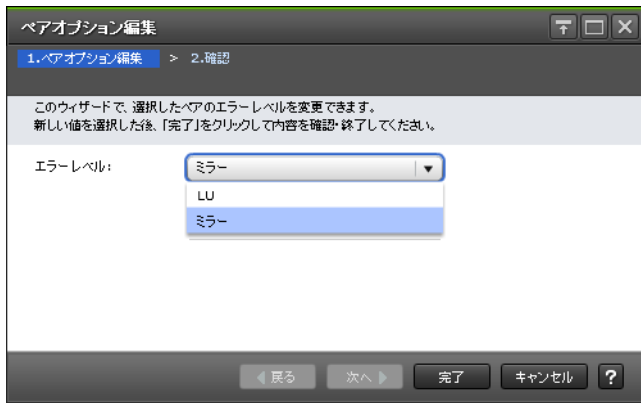 ペアオプション編集
1.ペアオプション編集 > 2.確認
このウィザードで、選択したペアのエラーレベルを変更できます。
新しい値を選択した後、「完了」をクリックして内容を確認・終了してください。
エラーレベル: ミラー
LU
ミラー
戻る 次へ 完了 キャンセル ?